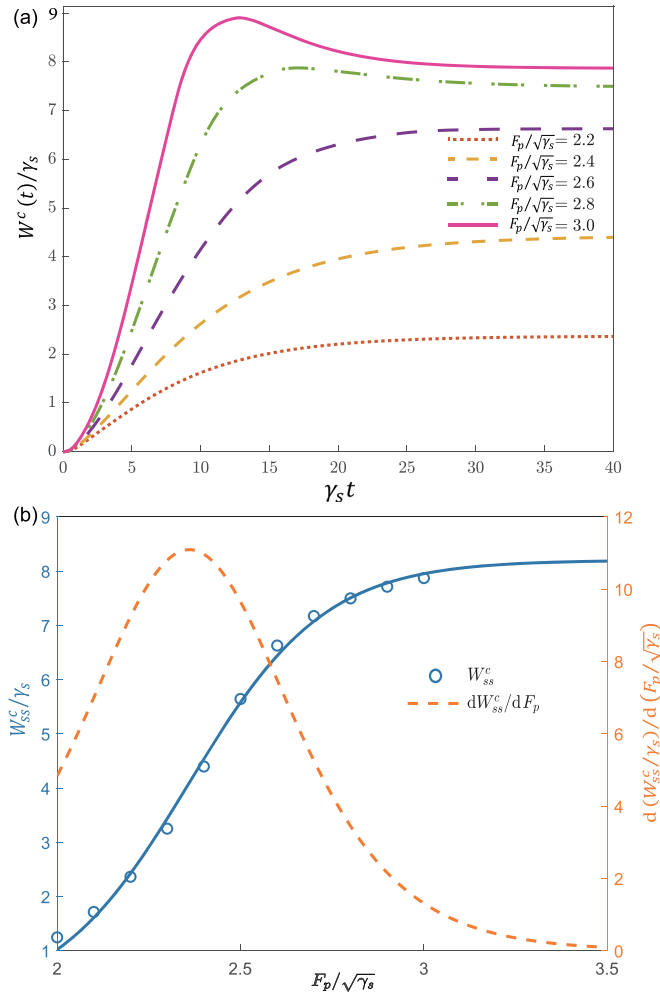 (a)
9
8
7
6
5
4
3
2
1
0
W^c(t)/γ_s
F_p/√γ_s = 2.2
F_p/√γ_s = 2.4
F_p/√γ_s = 2.6
F_p/√γ_s = 2.8
F_p/√γ_s = 3.0
0 5 10 15 20 25 30 35 40
γ_s t
(b)
9
8
7
6
5
4
3
2
1
W^c_ss/γ_s
W^c_ss
dW^c_ss/dF_p
12
10
8
6
4
2
0
d (W^c_ss/γ_s)/d (F_p/√γ_s)
2 2.5 3 3.5
F_p/√γ_s